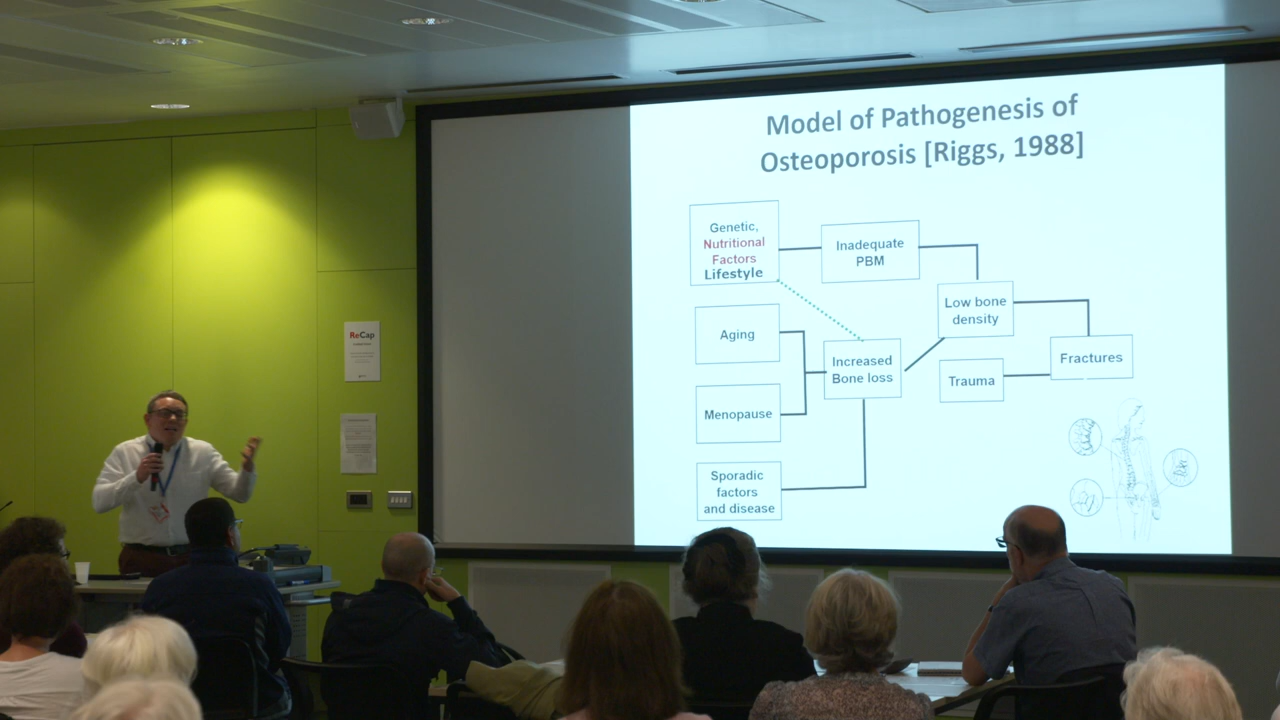 Model of Pathogenesis of
Osteoporosis [Riggs, 1988]
Genetic,
Nutritional
Factors
Lifestyle
Inadequate
PBM
Low bone
density
Aging
Increased
Bone loss
Fractures
Trauma
Menopause
Sporadic
factors
and disease
ReCap